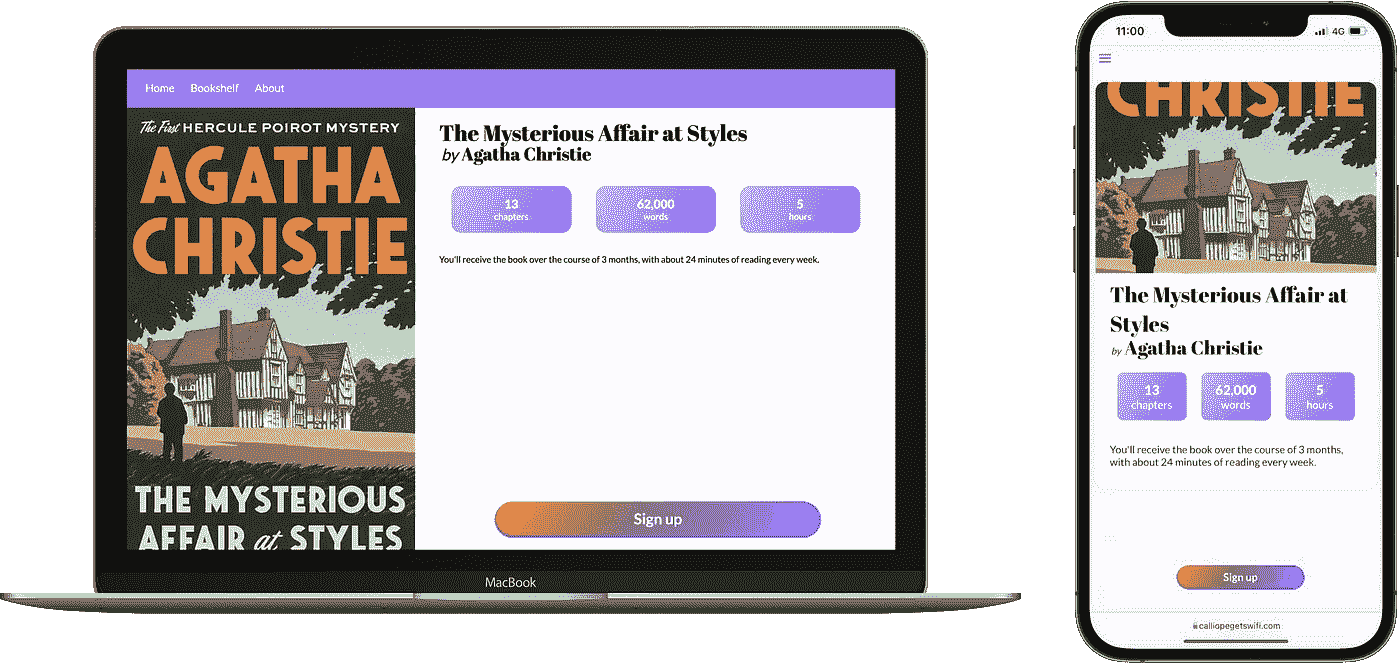 Home Bookshelf About
The First HERCULE POIROT MYSTERY
AGATHA
CHRISTIE
THE MYSTERIOUS
AFFAIR at STYLES
The Mysterious Affair at Styles
by Agatha Christie
13 62,000 5
chapters words hours
You'll receive the book over the course of 3 months, with about 24 minutes of reading every week.
Sign up
MacBook
11:00 4G
CHRISTIE
The Mysterious Affair at
Styles
by Agatha Christie
13 62,000 5
chapters words hours
You'll receive the book over the course of 3 months,
with about 24 minutes of reading every week.
Sign up
calliopegetswifi.com